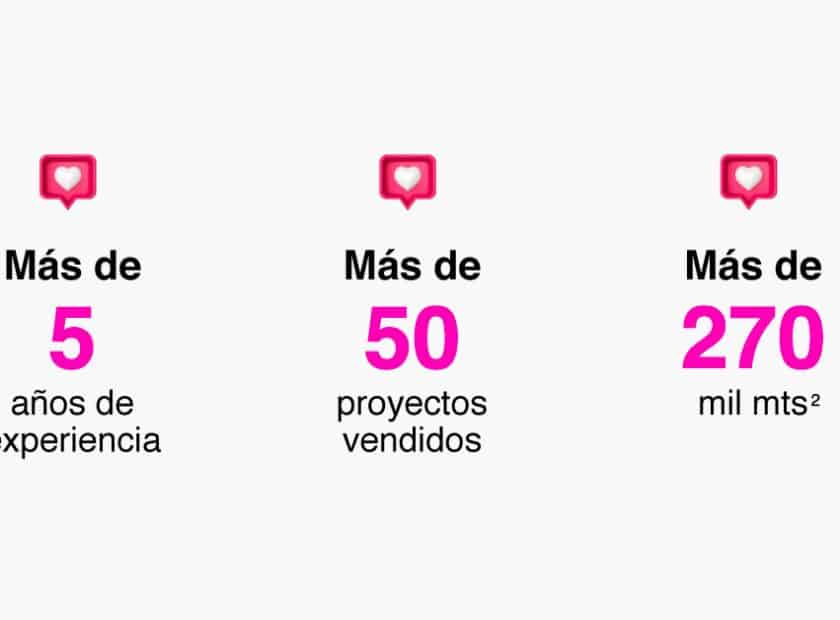 Más de
5
años de
experiencia
Más de
50
proyectos
vendidos
Más de
270
mil mts²